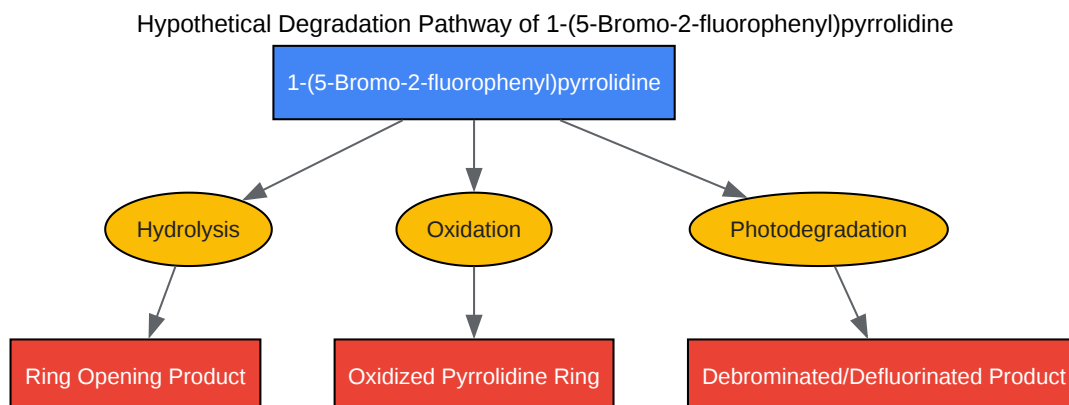 Hypothetical Degradation Pathway of 1-(5-Bromo-2-fluorophenyl)pyrrolidine
1-(5-Bromo-2-fluorophenyl)pyrrolidine
Hydrolysis
Oxidation
Photodegradation
Ring Opening Product
Oxidized Pyrrolidine Ring
Debrominated/Defluorinated Product